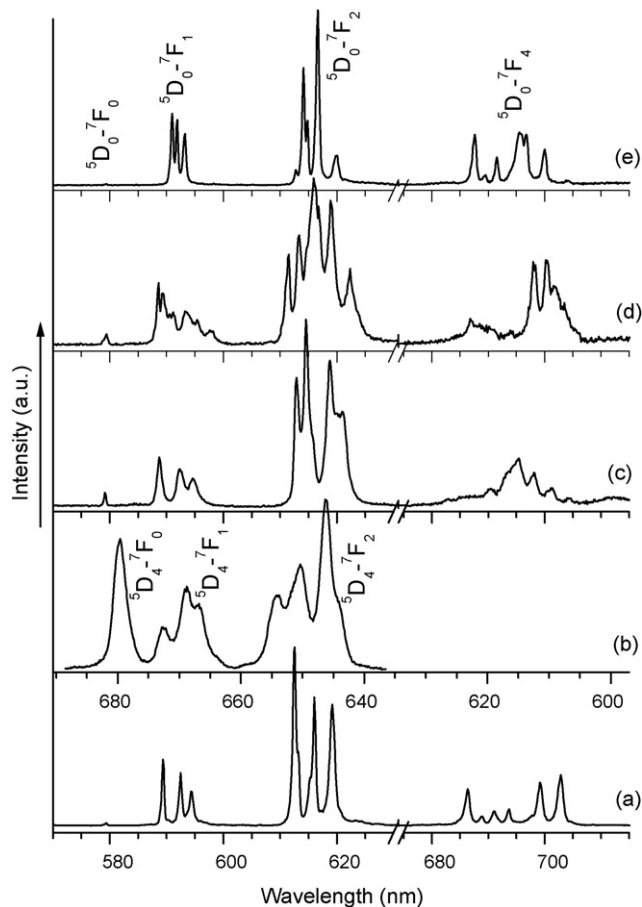 ⁵D₀-⁷F₀
⁵D₀-⁷F₁
⁵D₀-⁷F₂
⁵D₀-⁷F₄
(e)
(d)
(c)
⁵D₄-⁷F₀
⁵D₄-⁷F₁
⁵D₄-⁷F₂
(b)
680 660 640 620 600
(a)
580 600 620 680 700
Wavelength (nm)
Intensity (a.u.)